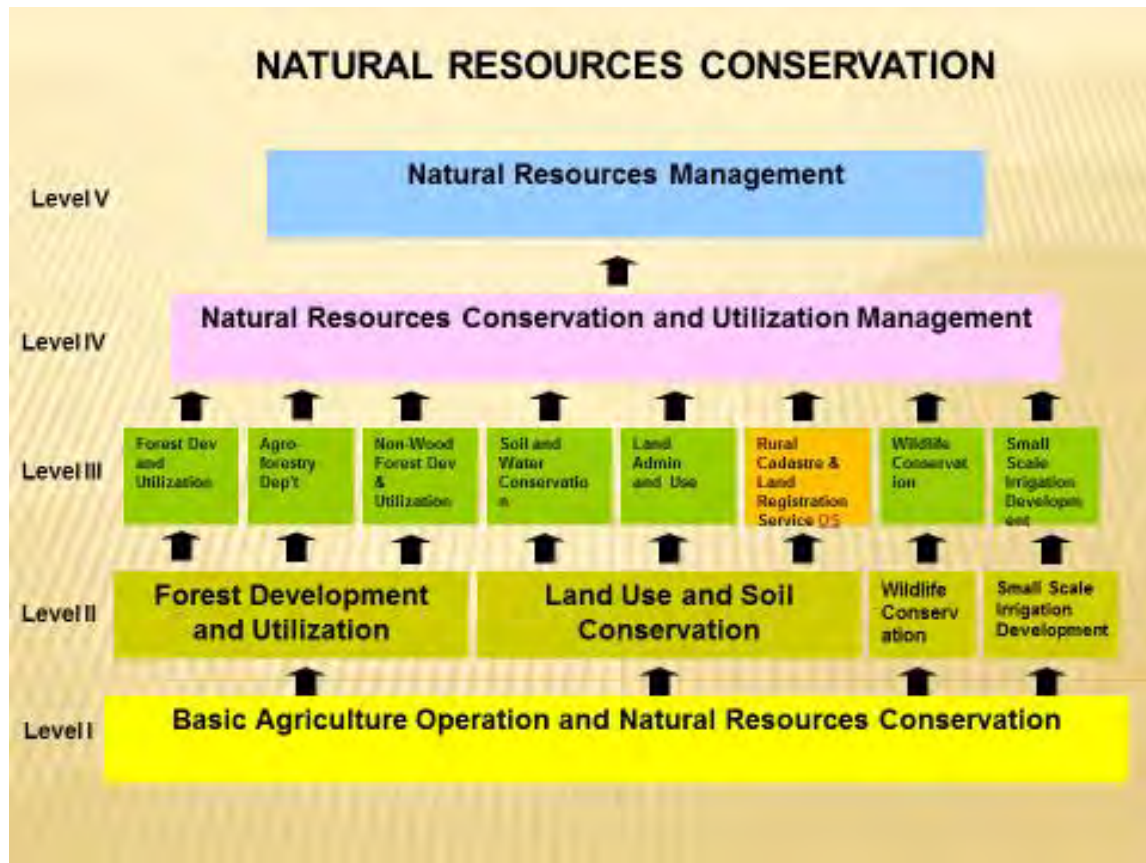 NATURAL RESOURCES CONSERVATION
Level V
Natural Resources Management
Level IV
Natural Resources Conservation and Utilization Management
Level III
Forest Dev
and
Utilization
Agro-
forestry
Dep't
Non-Wood
Forest Dev
&
Utilization
Soil and
Water
Conservatio
n
Land
Admin
and Use
Rural
Cadastre &
Land
Registration
Service OS
Wildlife
Conservat
ion
Small
Scale
Irrigation
Developm
ent
Level II
Forest Development
and Utilization
Land Use and Soil
Conservation
Wildlife
Conserv
ation
Small Scale
Irrigation
Development
Level I
Basic Agriculture Operation and Natural Resources Conservation